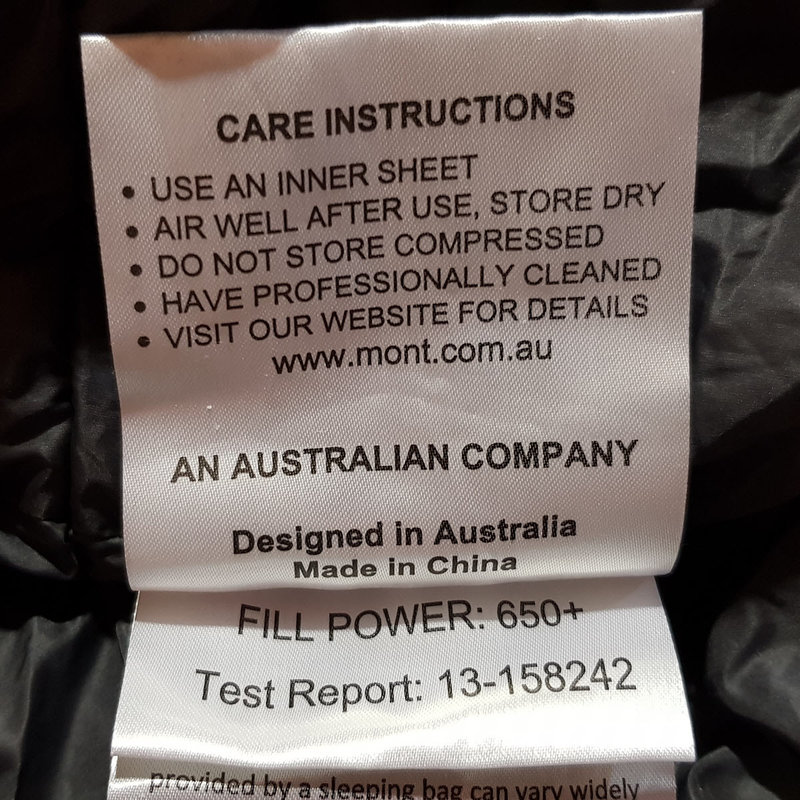 CARE INSTRUCTIONS
• USE AN INNER SHEET
• AIR WELL AFTER USE, STORE DRY
• DO NOT STORE COMPRESSED
• HAVE PROFESSIONALLY CLEANED
• VISIT OUR WEBSITE FOR DETAILS
www.mont.com.au
AN AUSTRALIAN COMPANY
Designed in Australia
Made in China
FILL POWER: 650+
Test Report: 13-158242
provided by a sleeping bag can vary widely